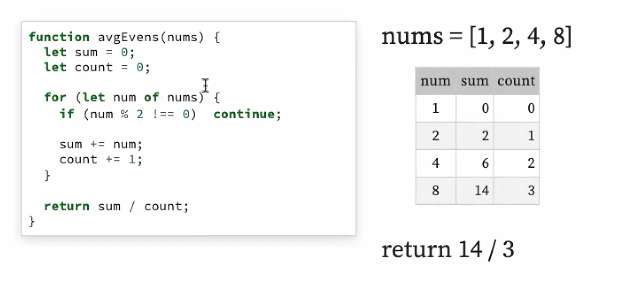 function avgEvens(nums) {
  let sum = 0;
  let count = 0;
  for (let num of nums) {
    if (num % 2 !== 0)  continue;
    sum += num;
    count += 1;
  }
  return sum / count;
}
nums = [1, 2, 4, 8]
num sum count
1 0 0
2 2 1
4 6 2
8 14 3
return 14 / 3